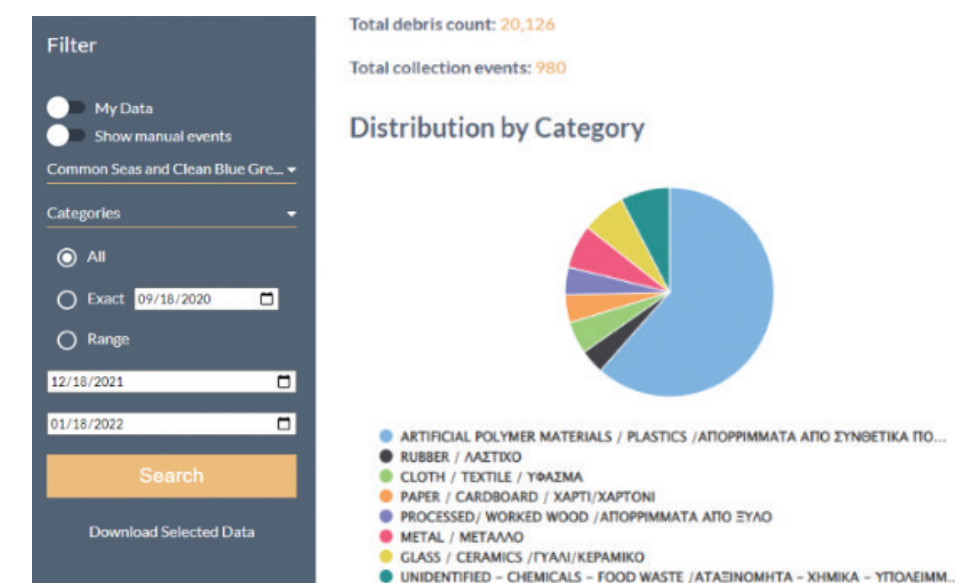 Filter
My Data
Show manual events
Common Seas and Clean Blue Gre...
Categories
All
Exact 09/18/2020
Range
12/18/2021
01/18/2022
Search
Download Selected Data
Total debris count: 20,126
Total collection events: 980
Distribution by Category
ARTIFICIAL POLYMER MATERIALS / PLASTICS /ΑΠΟΡΡΙΜΜΑΤΑ ΑΠΟ ΣΥΝΘΕΤΙΚΑ ΠΟ...
RUBBER / ΛΑΣΤΙΧΟ
CLOTH / TEXTILE / ΥΦΑΣΜΑ
PAPER / CARDBOARD / ΧΑΡΤΙ/ΧΑΡΤΟΝΙ
PROCESSED/ WORKED WOOD /ΑΠΟΡΡΙΜΜΑΤΑ ΑΠΟ ΞΥΛΟ
METAL / ΜΕΤΑΛΛΟ
GLASS / CERAMICS /ΓΥΑΛΙ/ΚΕΡΑΜΙΚΟ
UNIDENTIFIED – CHEMICALS – FOOD WASTE /ΑΤΑΞΙΝΟΜΗΤΑ – ΧΗΜΙΚΑ – ΥΠΟΛΕΙΜΜ...